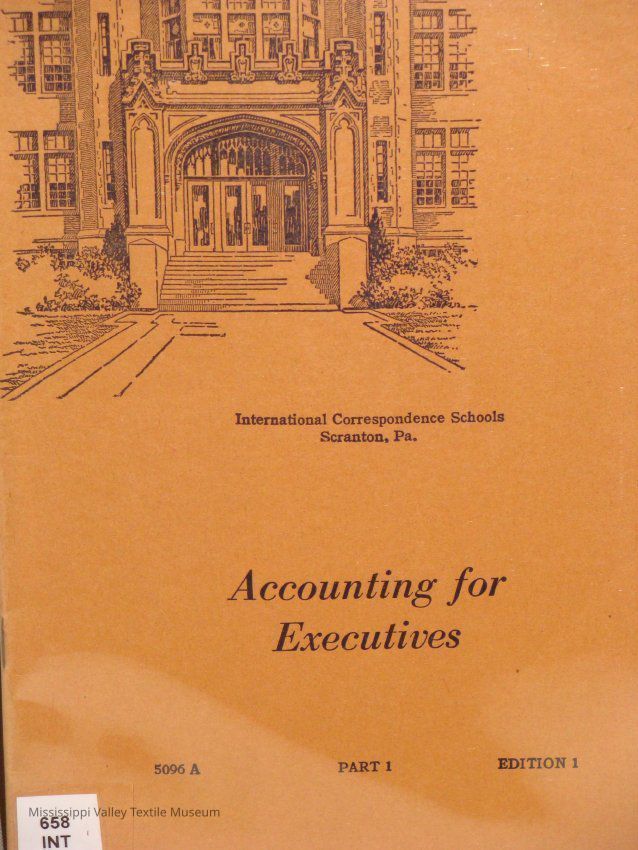 International Correspondence Schools
Scranton, Pa.
Accounting for
Executives
5096 A PART 1 EDITION 1
Mississippi Valley Textile Museum
658
INT